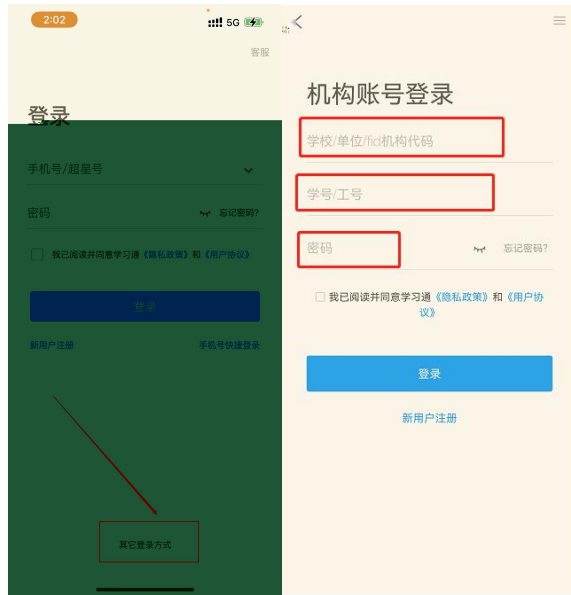 2:02
5G
客服
登录
手机号/超星号
密码
忘记密码?
我已阅读并同意学习通《隐私政策》和《用户协议》
登录
新用户注册
手机号快捷登录
其它登录方式
机构账号登录
学校/单位/fid机构代码
学号/工号
密码
忘记密码?
我已阅读并同意学习通《隐私政策》和《用户协
议》
登录
新用户注册